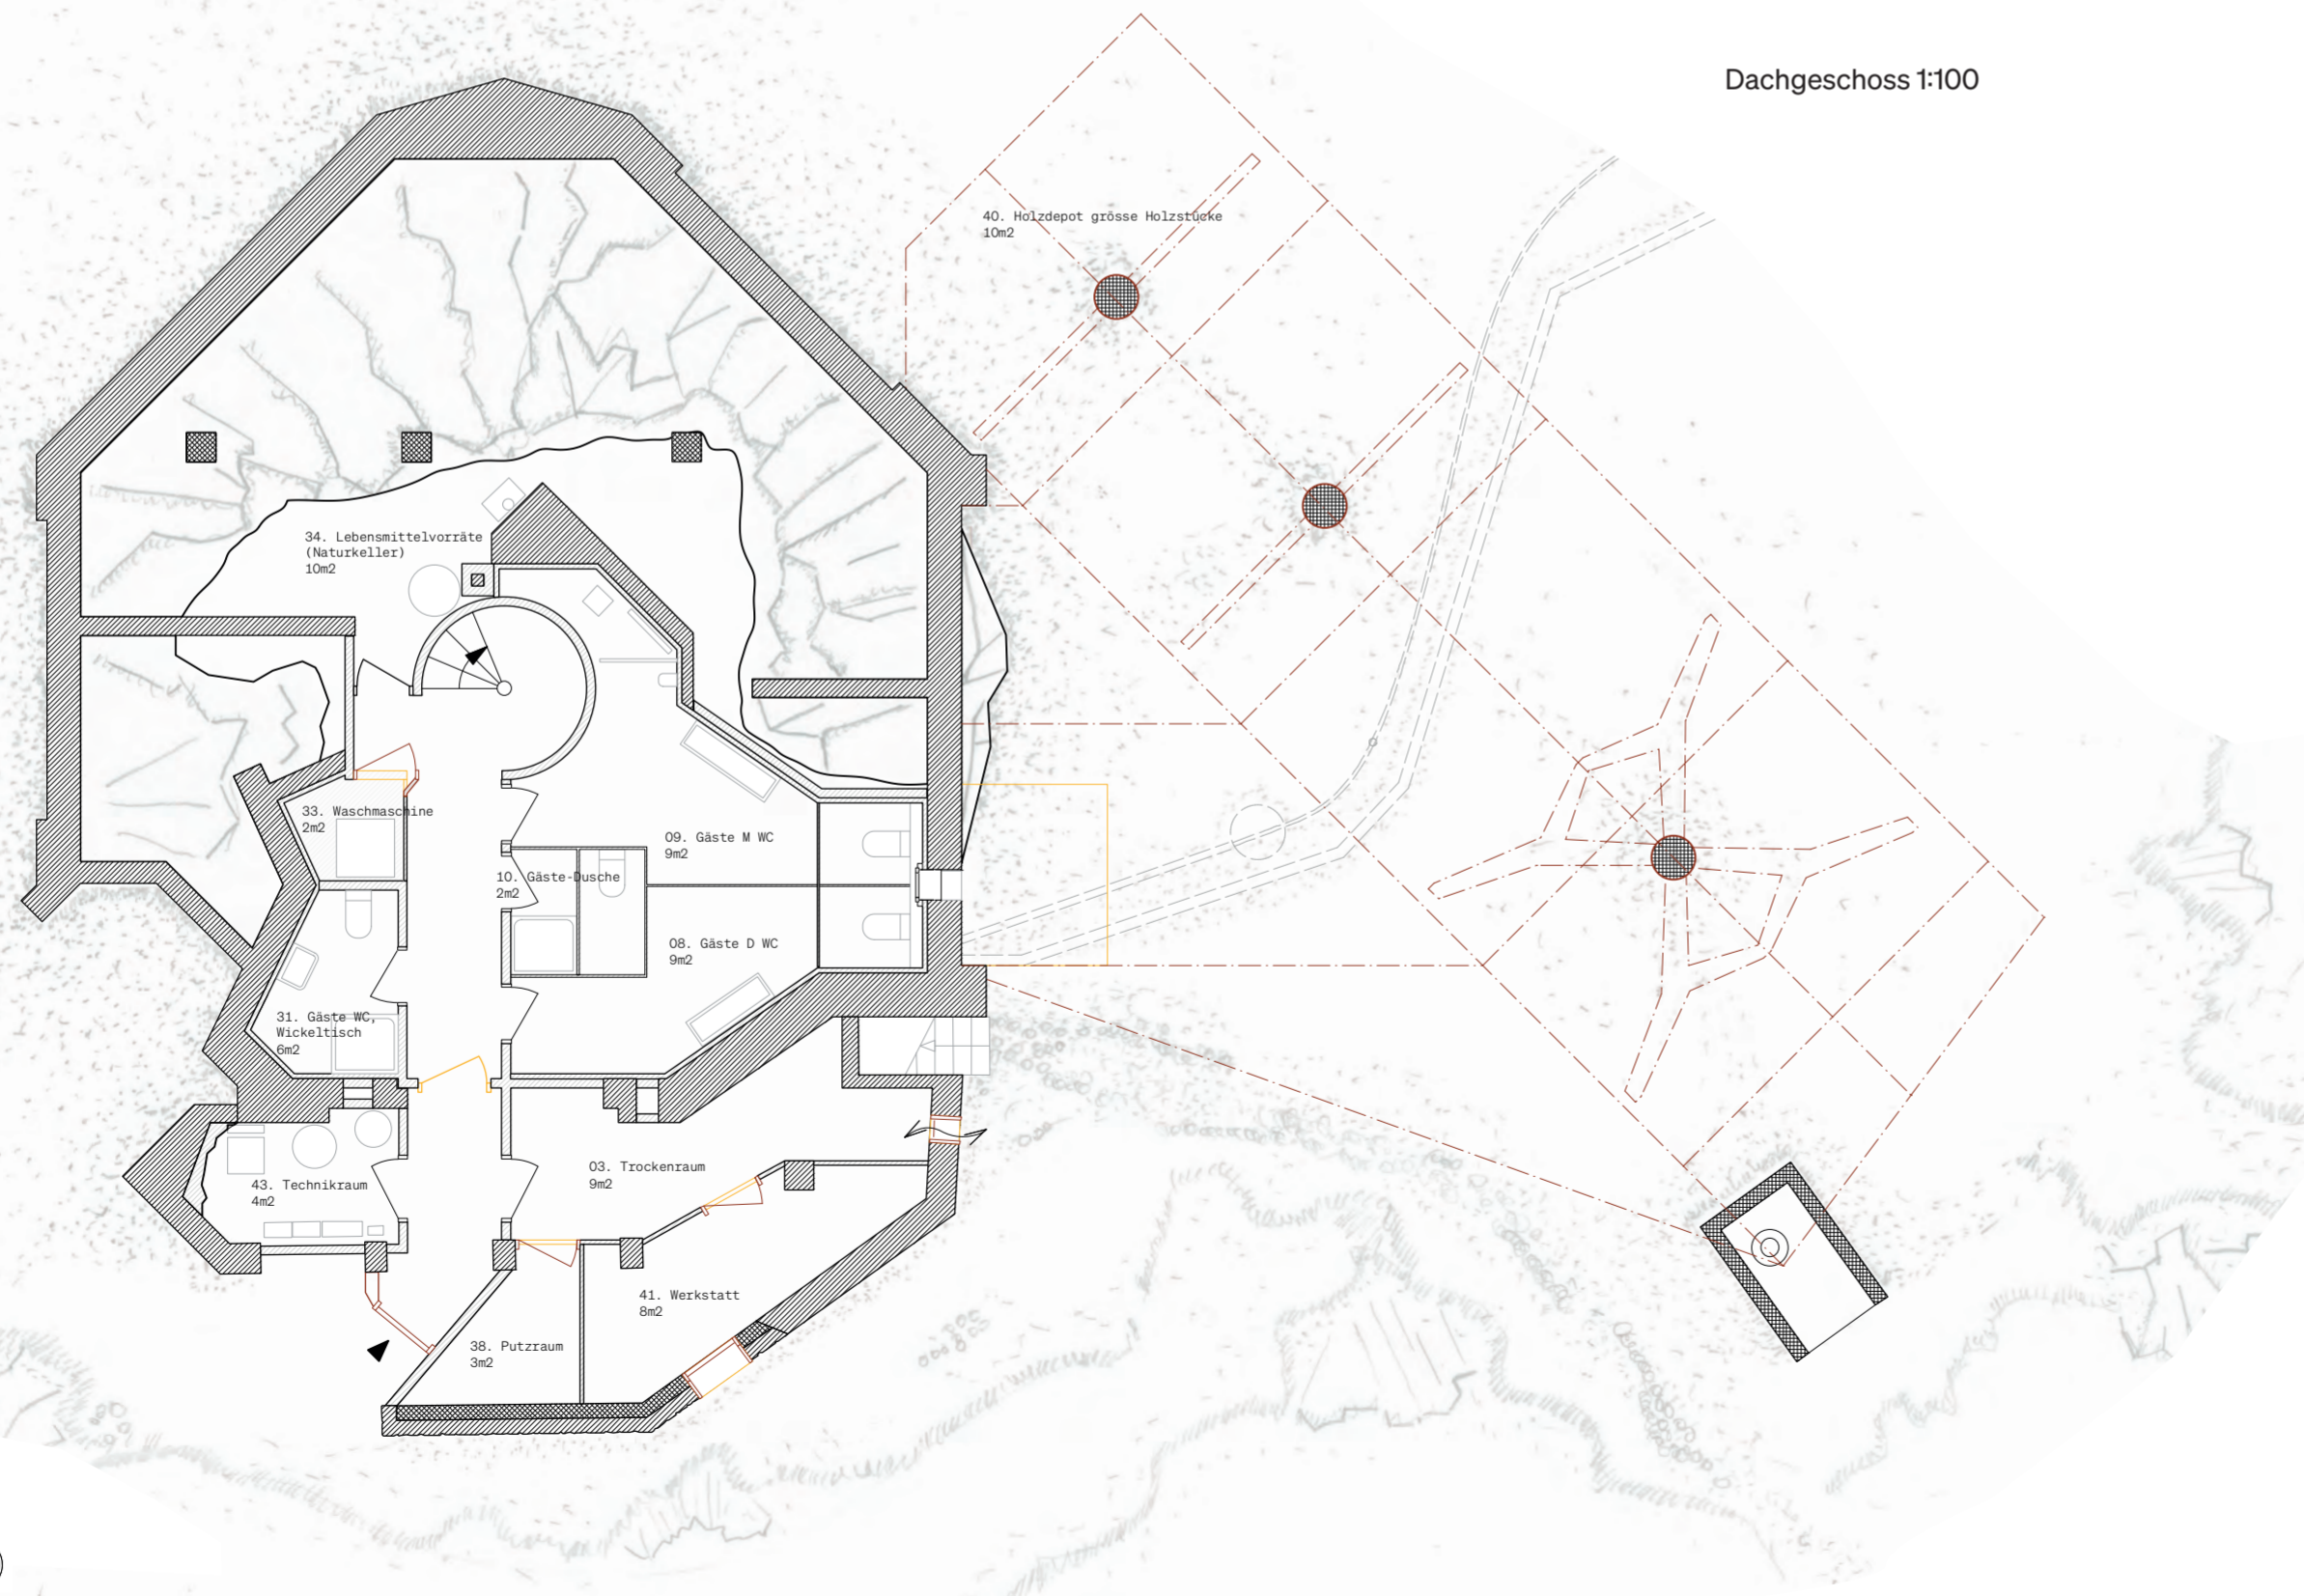 Dachgeschoss 1:100
40. Holzdepot grösse Holzstücke
10m2
34. Lebensmittelvorräte
(Naturkeller)
10m2
33. Waschmaschine
2m2
09. Gäste M WC
9m2
10. Gäste-Dusche
2m2
08. Gäste D WC
9m2
31. Gäste WC,
Wickeltisch
6m2
03. Trockenraum
9m2
43. Technikraum
4m2
41. Werkstatt
8m2
38. Putzraum
3m2